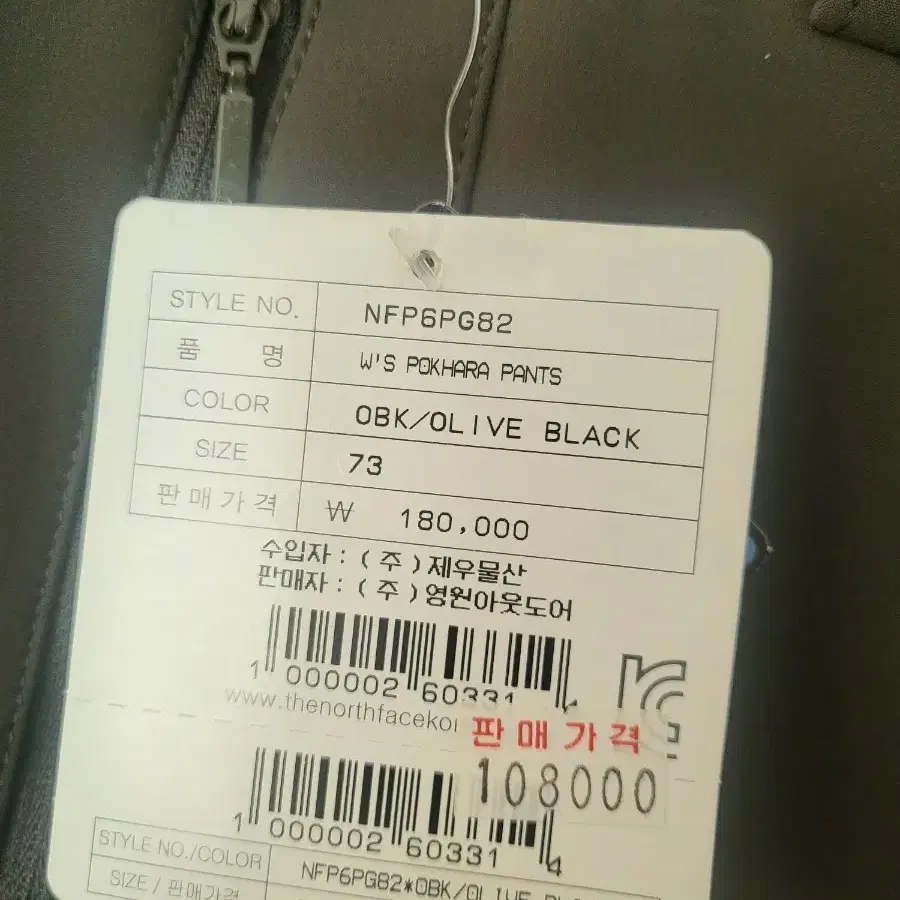 STYLE NO. NFP6PG82
품 명 W'S POKHARA PANTS
COLOR OBK/OLIVE BLACK
SIZE 73
판매가격 ₩ 180,000
수입자 : (주)제우물산
판매자 : (주)영원아웃도어
1 000002 60331 4
www.thenorthfacekor
판매가격
108000
1 000002 60331 4
STYLE NO./COLOR NFP6PG82*OBK/OLIVE
SIZE / 판매가격